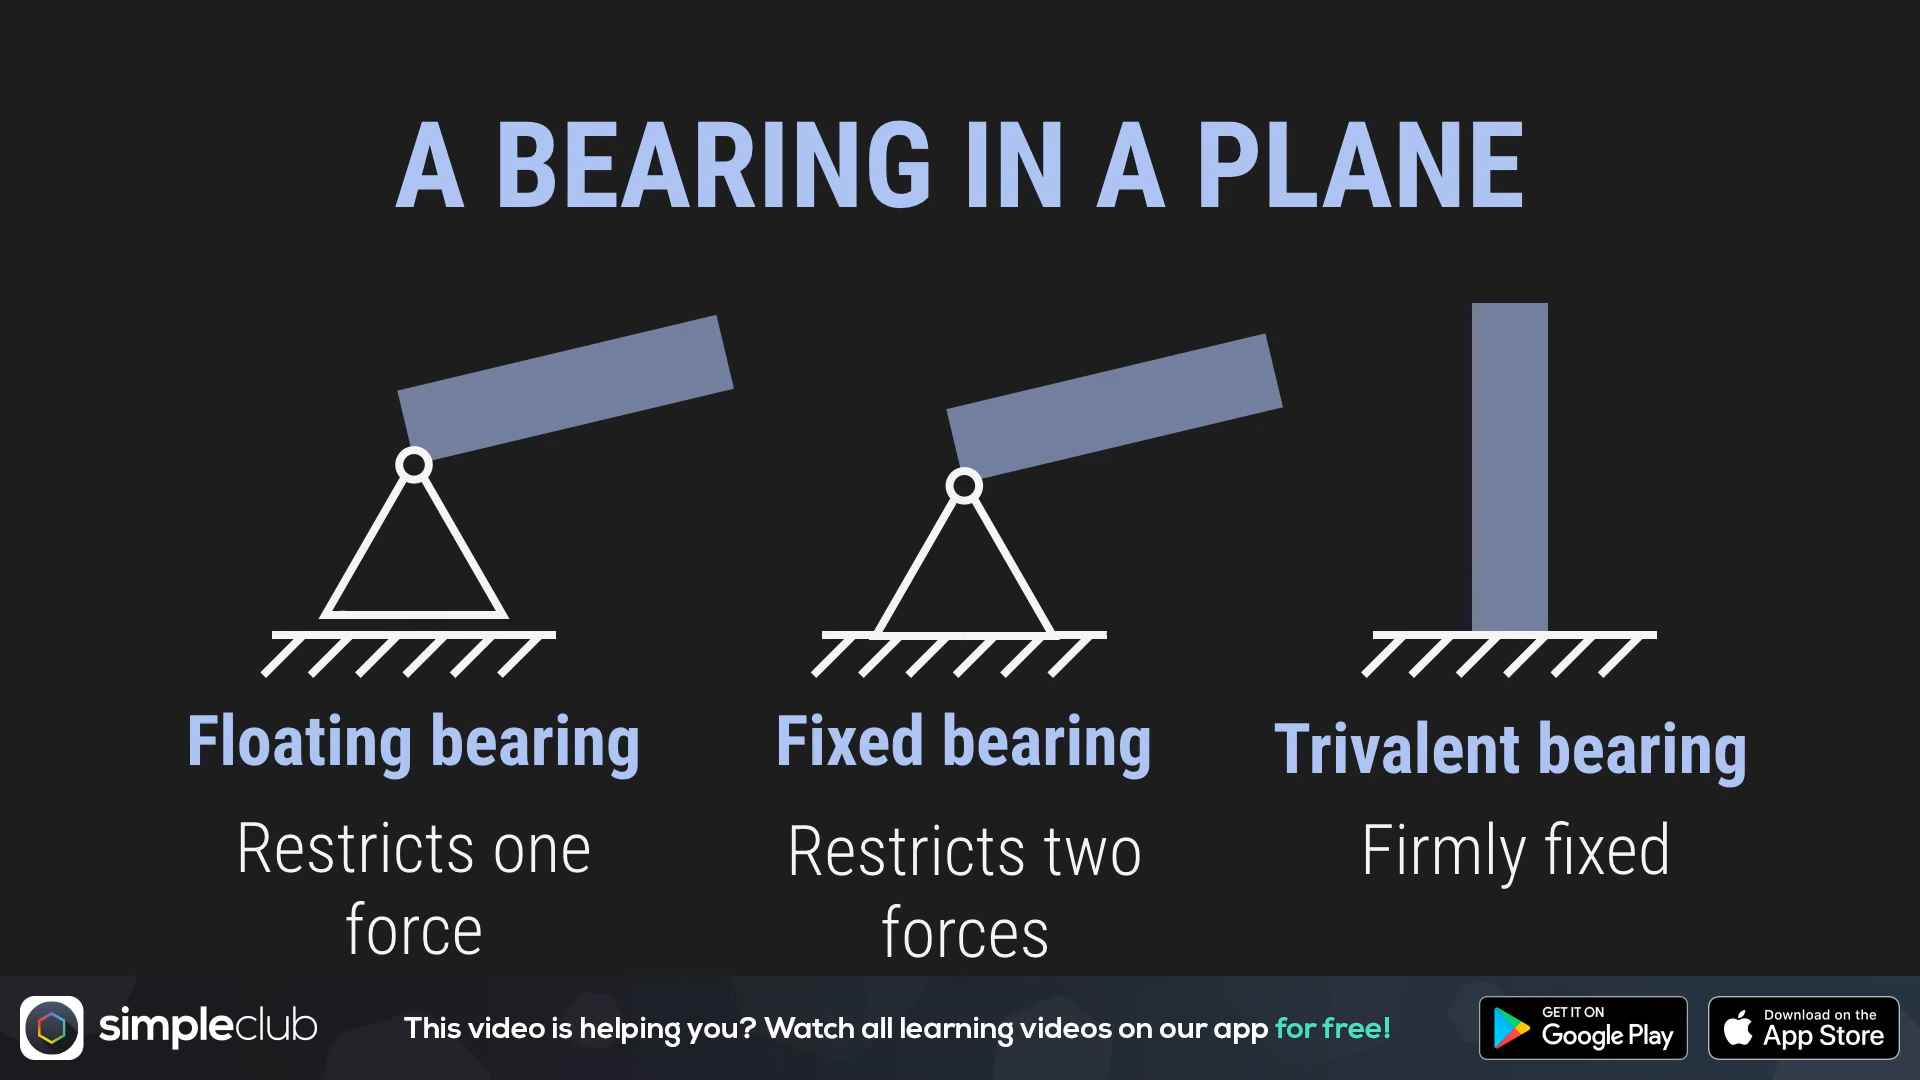 A BEARING IN A PLANE
Floating bearing
Restricts one
force
Fixed bearing
Restricts two
forces
Trivalent bearing
Firmly fixed
simpleclub
This video is helping you? Watch all learning videos on our app for free!
GET IT ON
Google Play
Download on the
App Store